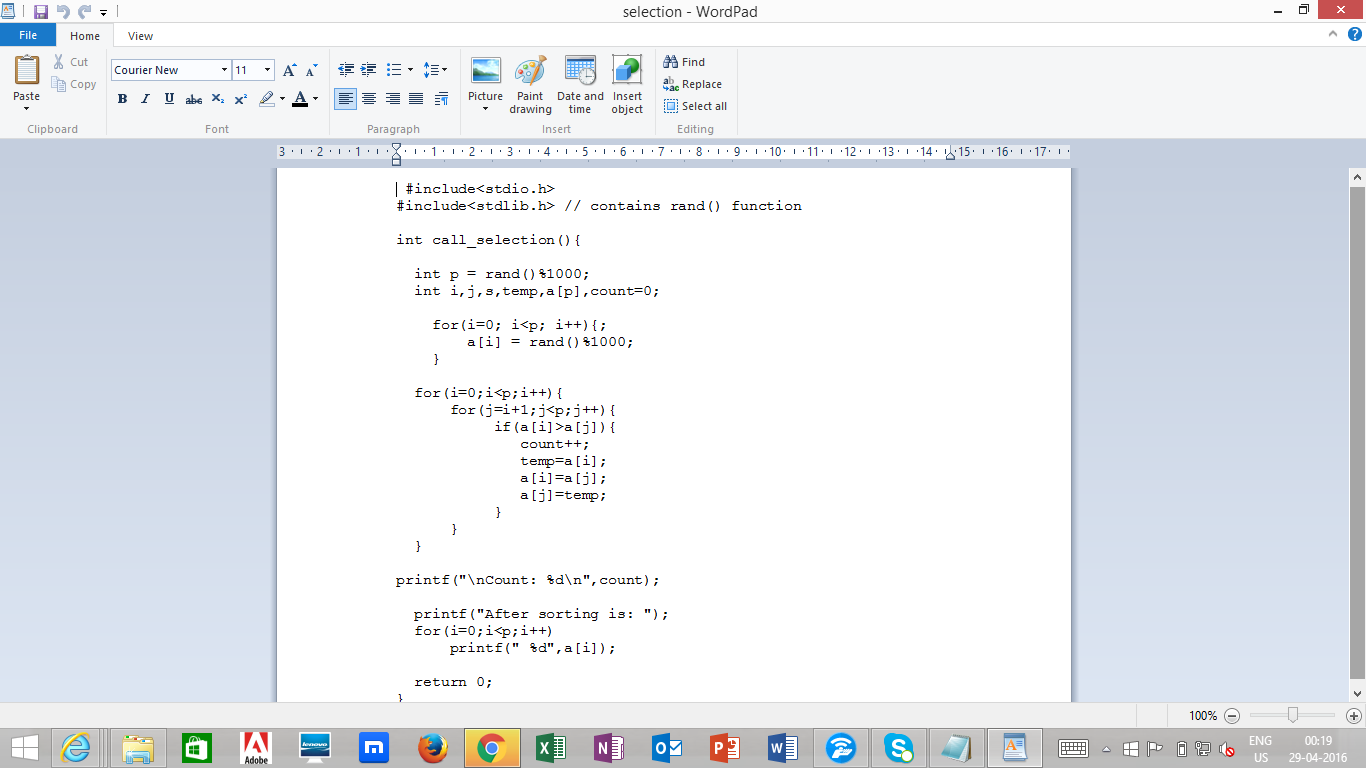 selection - WordPad
File Home View
Paste
Cut
Copy
Clipboard
Courier New 11
B I U abc X₂ X² A
Font
Paragraph
Picture
Paint drawing
Date and time
Insert object
Insert
Find
Replace
Select all
Editing
3 2 1 1 2 3 4 5 6 7 8 9 10 11 12 13 14 15 16 17
#include<stdio.h>
#include<stdlib.h> // contains rand() function
int call_selection(){
int p = rand()%1000;
int i,j,s,temp,a[p],count=0;
for(i=0; i<p; i++){;
a[i] = rand()%1000;
}
for(i=0;i<p;i++){
for(j=i+1;j<p;j++){
if(a[i]>a[j]){
count++;
temp=a[i];
a[i]=a[j];
a[j]=temp;
}
}
}
printf("\nCount: %d\n",count);
printf("After sorting is: ");
for(i=0;i<p;i++)
printf(" %d",a[i]);
return 0;
}
100%
Adobe
lenovo
ENG 00:19
US 29-04-2016